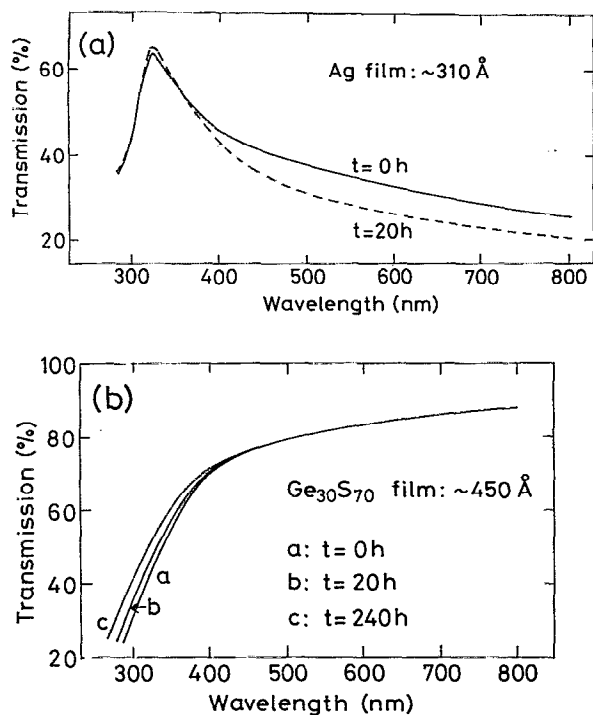 (a)
Transmission (%)
60
40
20
Ag film: ~310 Å
t=0h
t=20h
300 400 500 600 700 800
Wavelength (nm)
(b)
Transmission (%)
100
80
60
40
20
Ge30S70 film: ~450 Å
a: t=0h
b: t=20h
c: t=240h
a
b
c
300 400 500 600 700 800
Wavelength (nm)